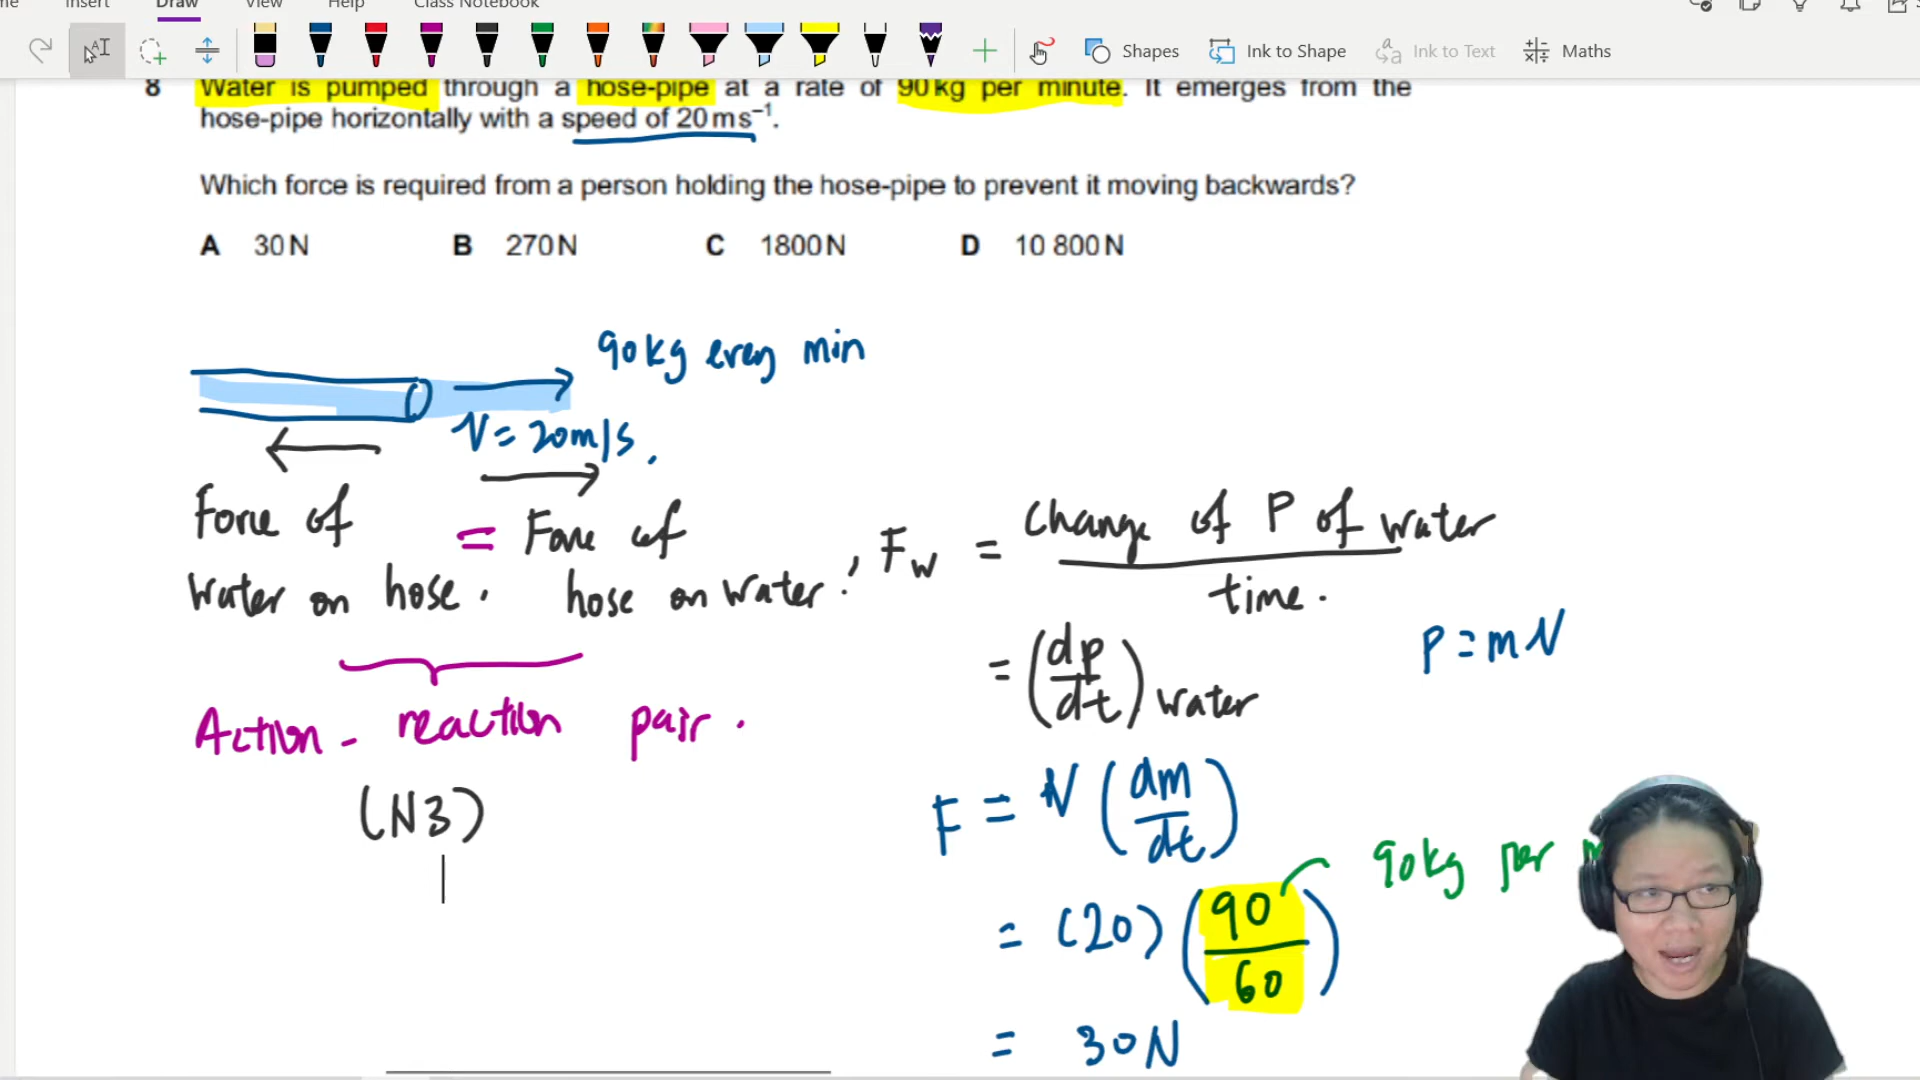 Insert Draw View Help Class Notebook
Shapes Ink to Shape Ink to Text Maths
8 Water is pumped through a hose-pipe at a rate of 90 kg per minute. It emerges from the
hose-pipe horizontally with a speed of 20 m s⁻¹.
Which force is required from a person holding the hose-pipe to prevent it moving backwards?
A 30 N B 270 N C 1800 N D 10 800 N
90kg every min
V = 20m/s.
Force of = Force of
water on hose. hose on water.
, Fw = change of P of water
time.
= (dp/dt) water
P = mV
Action - reaction pair.
(N3)
F = V (dm/dt)
90kg per
= (20) (90/60)
= 30N